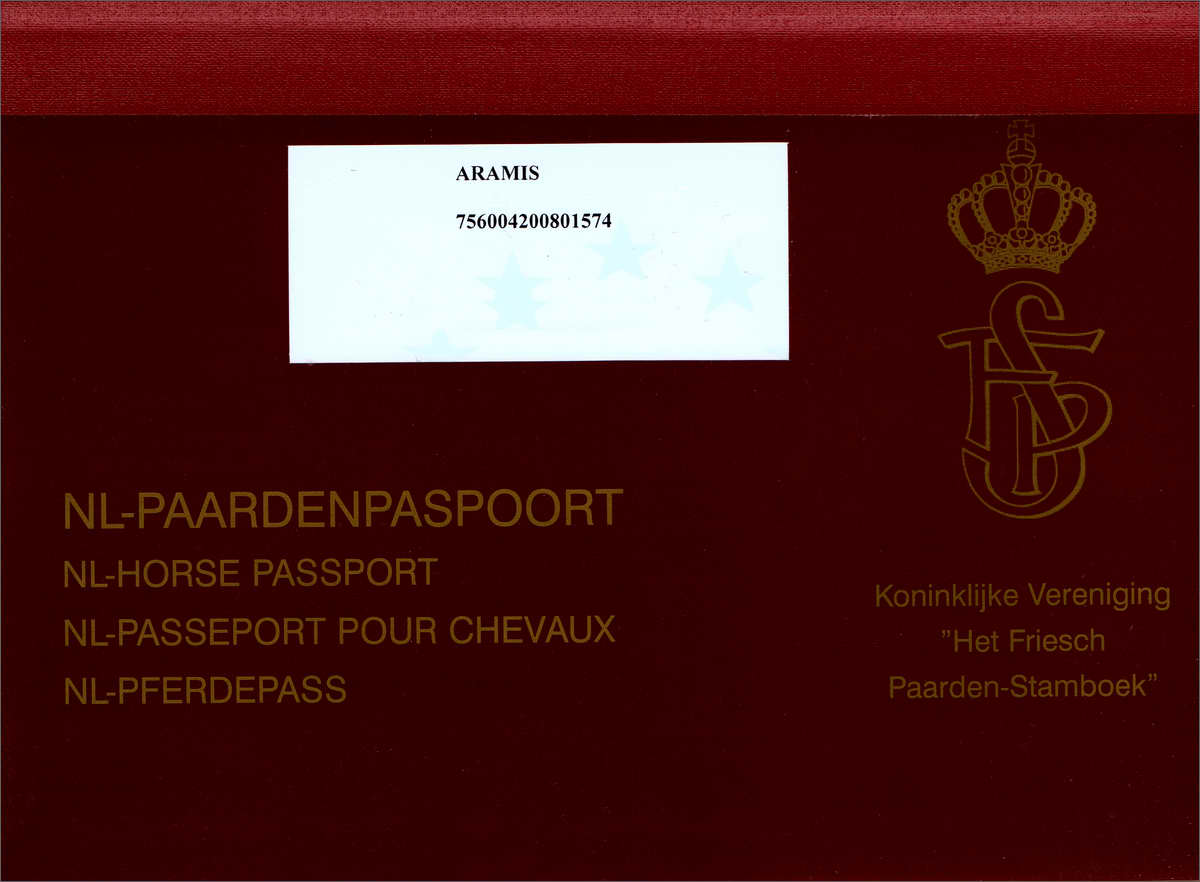 ARAMIS
756004200801574
NL-PAARDENPASPOORT
NL-HORSE PASSPORT
NL-PASSEPORT POUR CHEVAUX
NL-PFERDEPASS
Koninklijke Vereniging
”Het Friesch
Paarden-Stamboek”